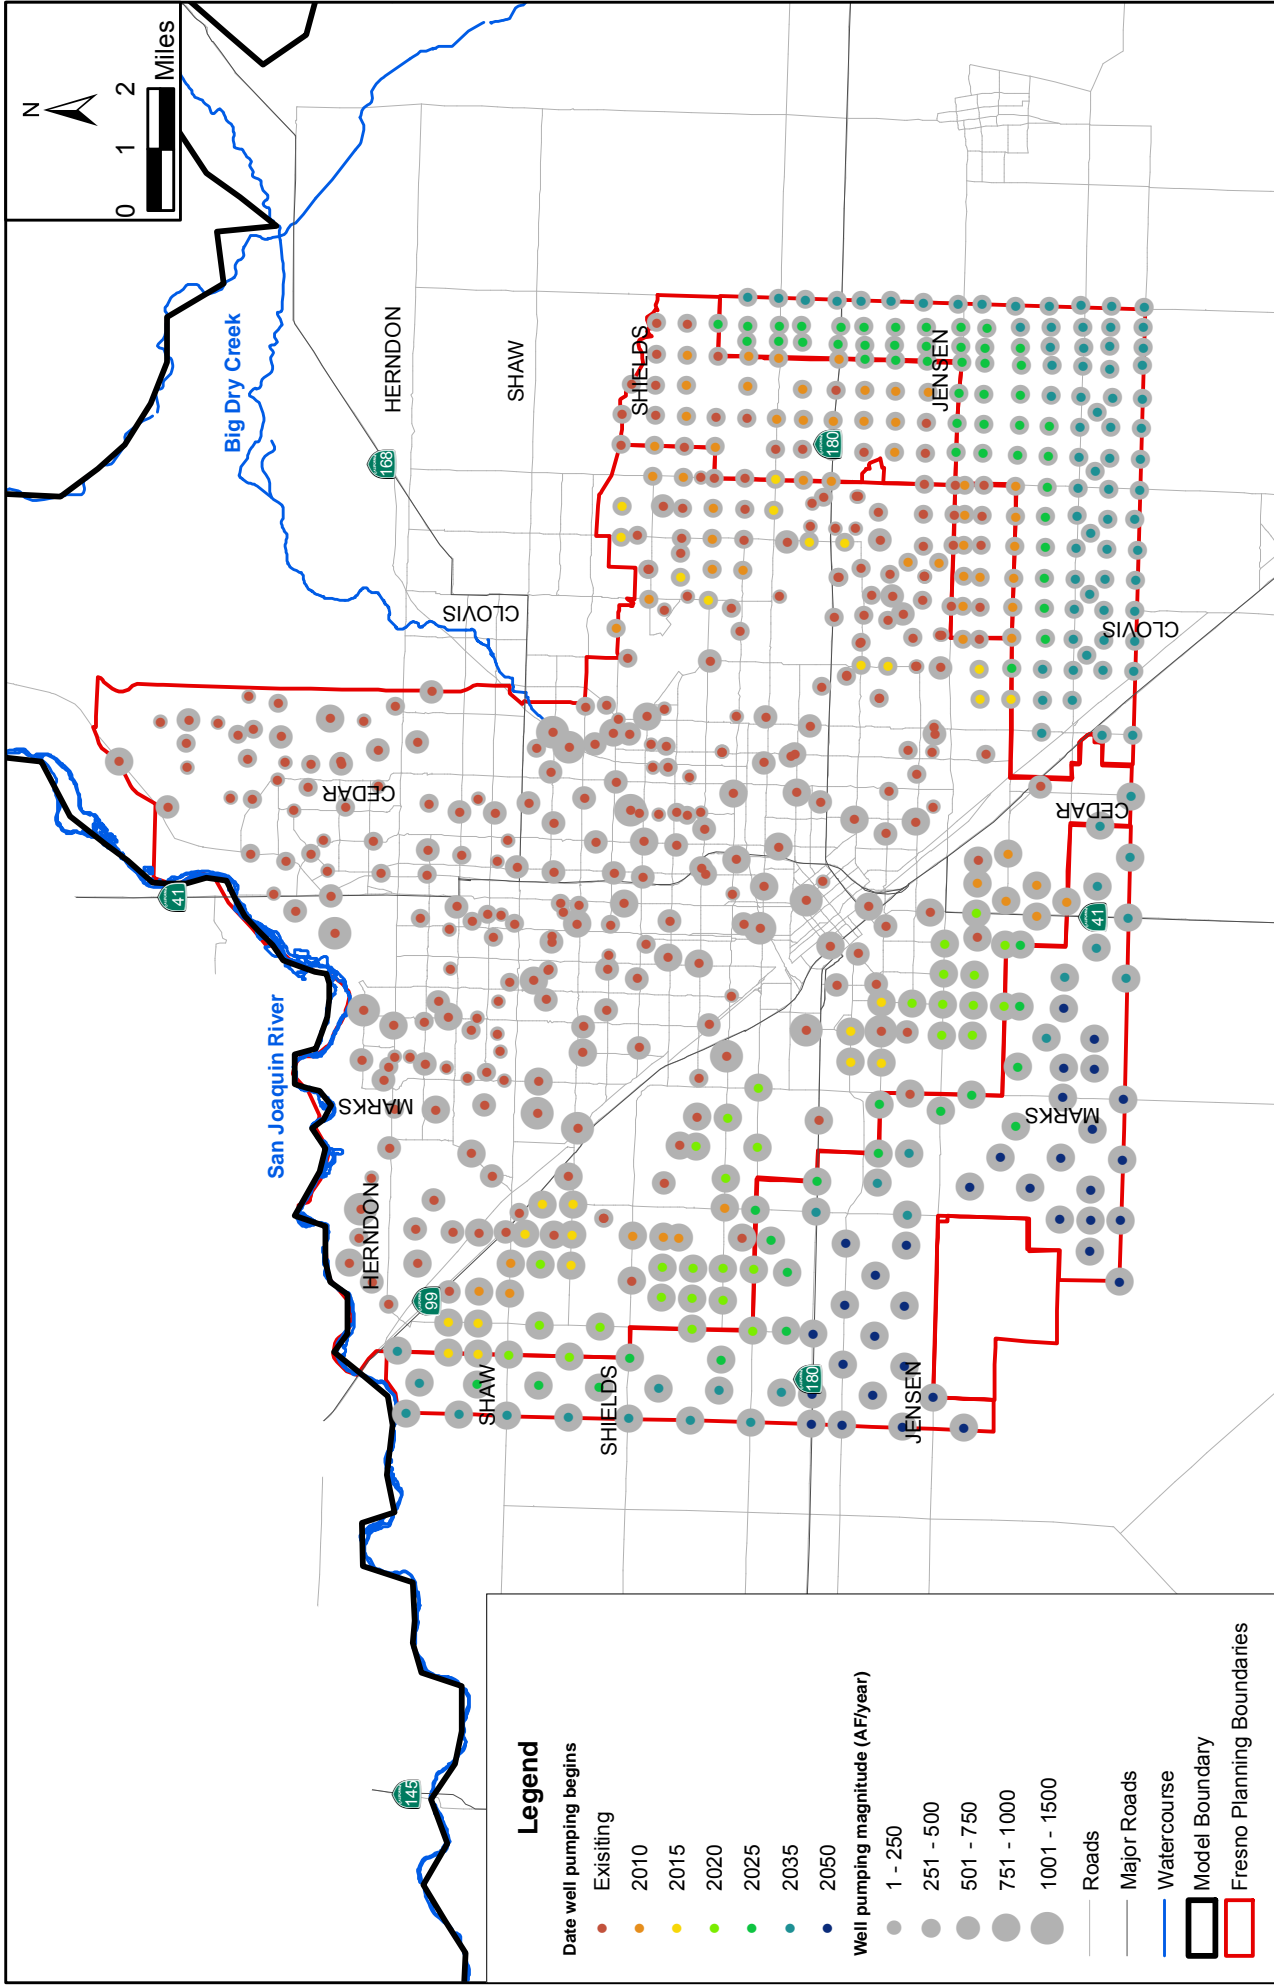 N
0 1 2
Miles
Big Dry Creek
San Joaquin River
HERNDON
SHAW
SHIELDS
JENSEN
CLOVIS
CLOVIS
CEDAR
CEDAR
MARKS
MARKS
HERNDON
SHAW
SHIELDS
JENSEN
168
180
41
41
99
180
145
Legend
Date well pumping begins
Exisiting
2010
2015
2020
2025
2035
2050
Well pumping magnitude (AF/year)
1 - 250
251 - 500
501 - 750
751 - 1000
1001 - 1500
Roads
Major Roads
Watercourse
Model Boundary
Fresno Planning Boundaries